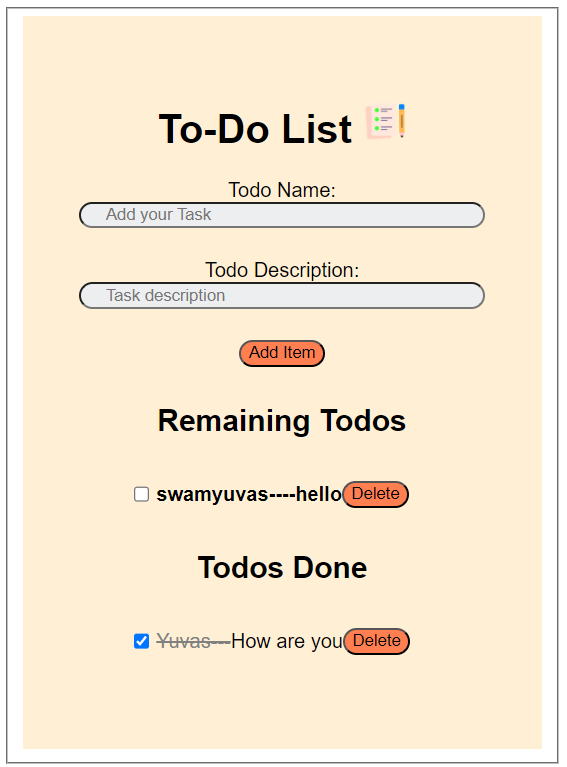 To-Do List
Todo Name:
Add your Task
Todo Description:
Task description
Add Item
Remaining Todos
swamyuvas----hello Delete
Todos Done
Yuvas---How are you Delete